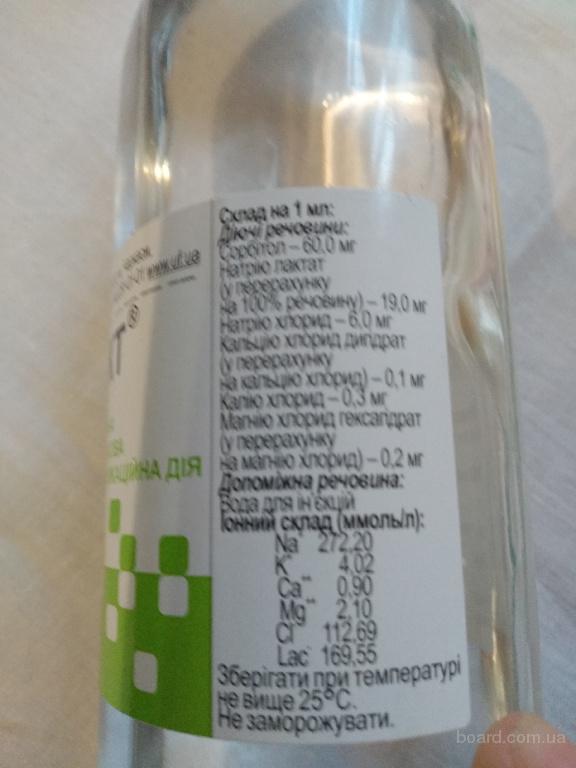 www.uf.ua
®
КАЦІЙНА ДІЯ
Склад на 1 мл:
Діючі речовини:
Сорбітол – 60,0 мг
Натрію лактат
(у перерахунку
на 100% речовину) – 19,0 мг
Натрію хлорид – 6,0 мг
Кальцію хлорид дигідрат
(у перерахунку
на кальцію хлорид) – 0,1 мг
Калію хлорид – 0,3 мг
Магнію хлорид гексагідрат
(у перерахунку
на магнію хлорид) – 0,2 мг
Допоміжна речовина:
Вода для ін'єкцій
Іонний склад (ммоль/л):
Na⁺ 272,20
K⁺ 4,02
Ca⁺⁺ 0,90
Mg⁺⁺ 2,10
Cl⁻ 112,69
Lac⁻ 169,55
Зберігати при температурі
не вище 25°С.
Не заморожувати.
board.com.ua